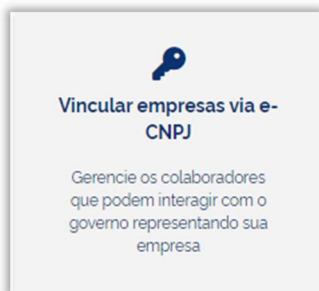 Vincular empresas via e-
CNPJ
Gerencie os colaboradores
que podem interagir com o
governo representando sua
empresa